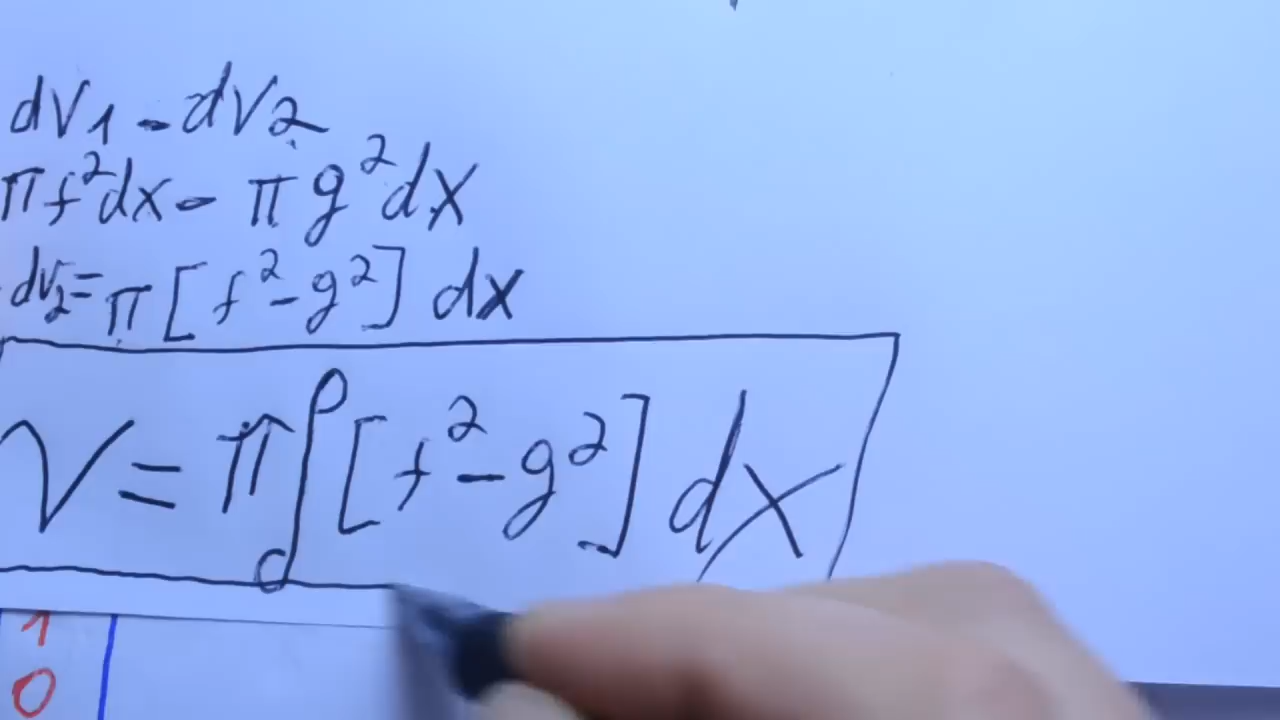 dV1 - dV2
πf²dx - πg²dx
dV2 = π[f²-g²] dx
V = π∫[f²-g²] dx
1
0